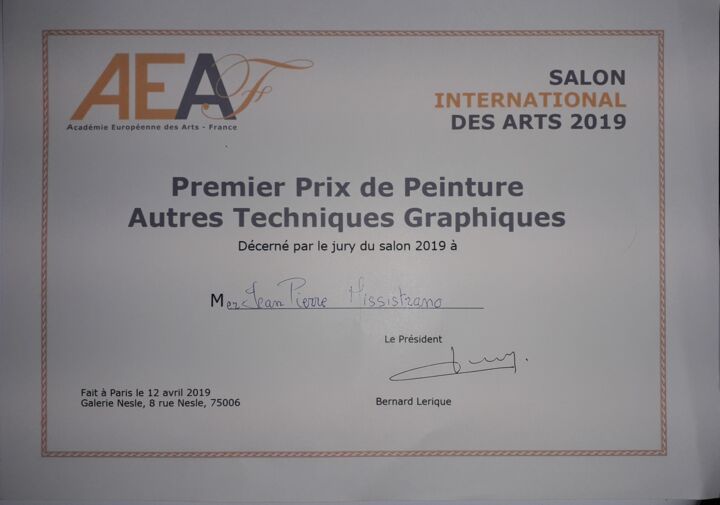 AEAF
Académie Européenne des Arts - France
SALON
INTERNATIONAL
DES ARTS 2019
Premier Prix de Peinture
Autres Techniques Graphiques
Décerné par le jury du salon 2019 à
Mer Jean Pierre Missistrano
Le Président
Fait à Paris le 12 avril 2019
Galerie Nesle, 8 rue Nesle, 75006
Bernard Lerique